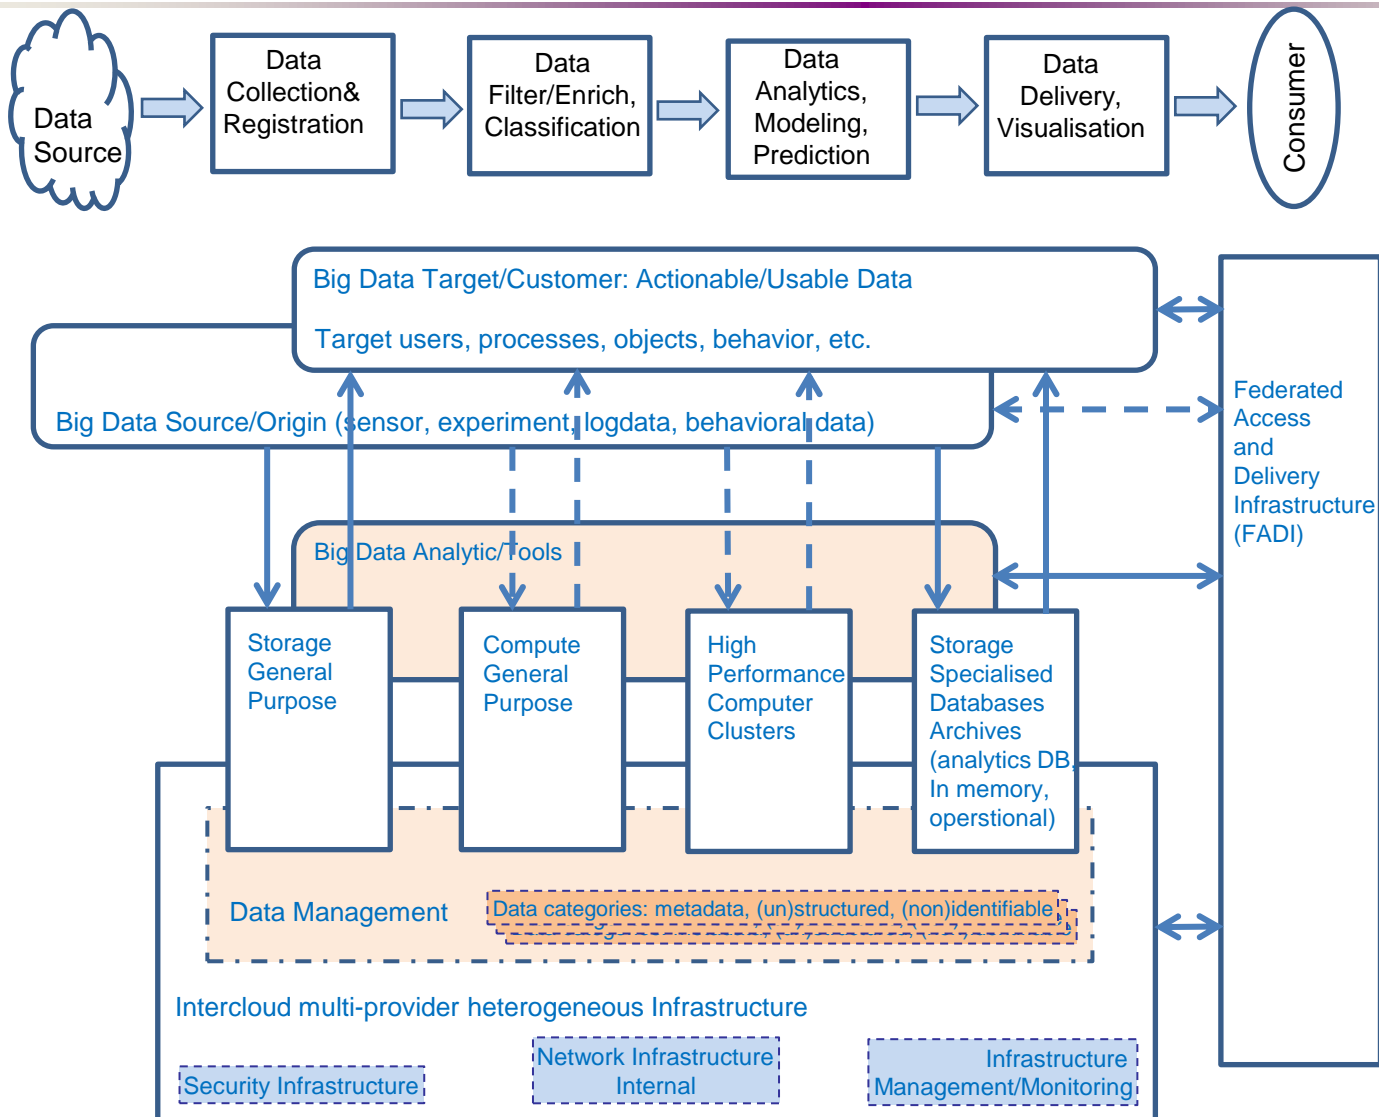 Data
Source
Data
Collection&
Registration
Data
Filter/Enrich,
Classification
Data
Analytics,
Modeling,
Prediction
Data
Delivery,
Visualisation
Consumer
Big Data Target/Customer: Actionable/Usable Data
Target users, processes, objects, behavior, etc.
Big Data Source/Origin (sensor, experiment, logdata, behavioral data)
Federated
Access
and
Delivery
Infrastructure
(FADI)
Big Data Analytic/Tools
Storage
General
Purpose
Compute
General
Purpose
High
Performance
Computer
Clusters
Storage
Specialised
Databases
Archives
(analytics DB,
In memory,
operstional)
Data Management
Data categories: metadata, (un)structured, (non)identifiable
Intercloud multi-provider heterogeneous Infrastructure
Security Infrastructure
Network Infrastructure
Internal
Infrastructure
Management/Monitoring